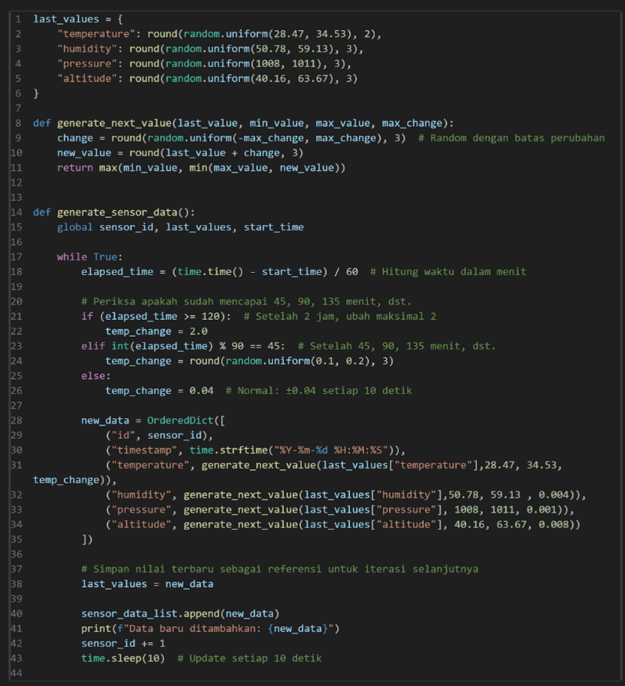 1 last_values = {
2     "temperature": round(random.uniform(28.47, 34.53), 2),
3     "humidity": round(random.uniform(50.78, 59.13), 3),
4     "pressure": round(random.uniform(1008, 1011), 3),
5     "altitude": round(random.uniform(40.16, 63.67), 3)
6 }
7
8 def generate_next_value(last_value, min_value, max_value, max_change):
9     change = round(random.uniform(-max_change, max_change), 3)  # Random dengan batas perubahan
10     new_value = round(last_value + change, 3)
11     return max(min_value, min(max_value, new_value))
12
13
14 def generate_sensor_data():
15     global sensor_id, last_values, start_time
16
17     while True:
18         elapsed_time = (time.time() - start_time) / 60  # Hitung waktu dalam menit
19
20         # Periksa apakah sudah mencapai 45, 90, 135 menit, dst.
21         if (elapsed_time >= 120):  # Setelah 2 jam, ubah maksimal 2
22             temp_change = 2.0
23         elif int(elapsed_time) % 90 == 45:  # Setelah 45, 90, 135 menit, dst.
24             temp_change = round(random.uniform(0.1, 0.2), 3)
25         else:
26             temp_change = 0.04  # Normal: ±0.04 setiap 10 detik
27
28         new_data = OrderedDict([
29             ("id", sensor_id),
30             ("timestamp", time.strftime("%Y-%m-%d %H:%M:%S")),
31             ("temperature", generate_next_value(last_values["temperature"],28.47, 34.53,
temp_change)),
32             ("humidity", generate_next_value(last_values["humidity"],50.78, 59.13 , 0.004)),
33             ("pressure", generate_next_value(last_values["pressure"], 1008, 1011, 0.001)),
34             ("altitude", generate_next_value(last_values["altitude"], 40.16, 63.67, 0.008))
35         ])
36
37         # Simpan nilai terbaru sebagai referensi untuk iterasi selanjutnya
38         last_values = new_data
39
40         sensor_data_list.append(new_data)
41         print(f"Data baru ditambahkan: {new_data}")
42         sensor_id += 1
43         time.sleep(10)  # Update setiap 10 detik
44